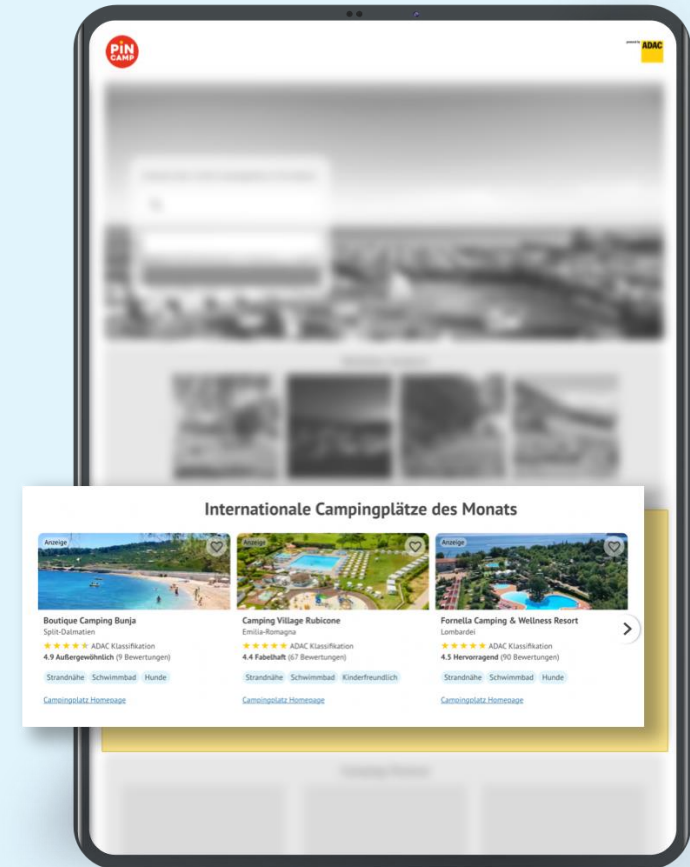 PiN
CAMP
ADAC
Internationale Campingplätze des Monats
Anzeige
Boutique Camping Bunja
Split-Dalmatien
ADAC Klassifikation
4.9 Außergewöhnlich (9 Bewertungen)
Strandnähe Schwimmbad Hunde
Campingplatz Homepage
Anzeige
Camping Village Rubicone
Emilia-Romagna
ADAC Klassifikation
4.4 Fabelhaft (67 Bewertungen)
Strandnähe Schwimmbad Kinderfreundlich
Campingplatz Homepage
Anzeige
Fornella Camping & Wellness Resort
Lombardei
ADAC Klassifikation
4.5 Hervorragend (90 Bewertungen)
Strandnähe Schwimmbad Hunde
Campingplatz Homepage